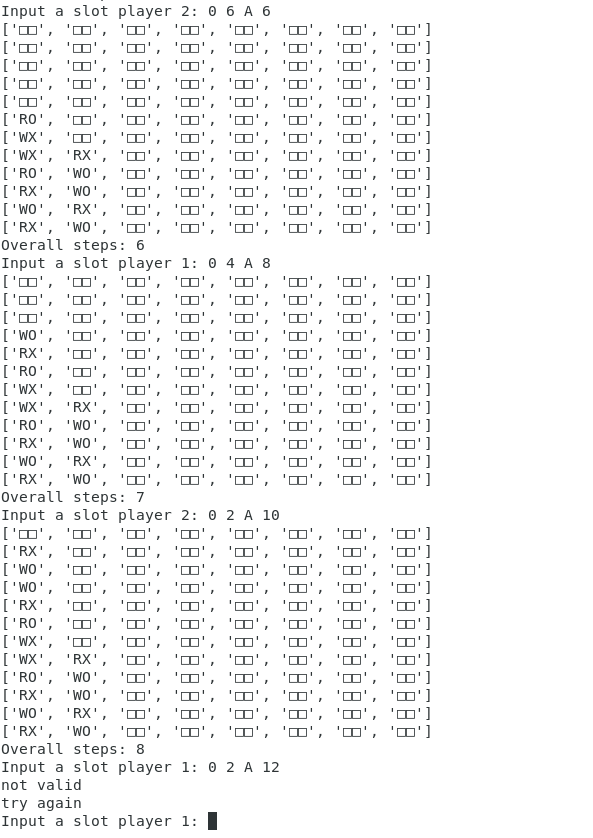 Input a slot player 2: 0 6 A 6
['□□', '□□', '□□', '□□', '□□', '□□', '□□', '□□']
['□□', '□□', '□□', '□□', '□□', '□□', '□□', '□□']
['□□', '□□', '□□', '□□', '□□', '□□', '□□', '□□']
['□□', '□□', '□□', '□□', '□□', '□□', '□□', '□□']
['□□', '□□', '□□', '□□', '□□', '□□', '□□', '□□']
['RO', '□□', '□□', '□□', '□□', '□□', '□□', '□□']
['WX', '□□', '□□', '□□', '□□', '□□', '□□', '□□']
['WX', 'RX', '□□', '□□', '□□', '□□', '□□', '□□']
['RO', 'WO', '□□', '□□', '□□', '□□', '□□', '□□']
['RX', 'WO', '□□', '□□', '□□', '□□', '□□', '□□']
['WO', 'RX', '□□', '□□', '□□', '□□', '□□', '□□']
['RX', 'WO', '□□', '□□', '□□', '□□', '□□', '□□']
Overall steps: 6
Input a slot player 1: 0 4 A 8
['□□', '□□', '□□', '□□', '□□', '□□', '□□', '□□']
['□□', '□□', '□□', '□□', '□□', '□□', '□□', '□□']
['□□', '□□', '□□', '□□', '□□', '□□', '□□', '□□']
['WO', '□□', '□□', '□□', '□□', '□□', '□□', '□□']
['RX', '□□', '□□', '□□', '□□', '□□', '□□', '□□']
['RO', '□□', '□□', '□□', '□□', '□□', '□□', '□□']
['WX', '□□', '□□', '□□', '□□', '□□', '□□', '□□']
['WX', 'RX', '□□', '□□', '□□', '□□', '□□', '□□']
['RO', 'WO', '□□', '□□', '□□', '□□', '□□', '□□']
['RX', 'WO', '□□', '□□', '□□', '□□', '□□', '□□']
['WO', 'RX', '□□', '□□', '□□', '□□', '□□', '□□']
['RX', 'WO', '□□', '□□', '□□', '□□', '□□', '□□']
Overall steps: 7
Input a slot player 2: 0 2 A 10
['□□', '□□', '□□', '□□', '□□', '□□', '□□', '□□']
['RX', '□□', '□□', '□□', '□□', '□□', '□□', '□□']
['WO', '□□', '□□', '□□', '□□', '□□', '□□', '□□']
['WO', '□□', '□□', '□□', '□□', '□□', '□□', '□□']
['RX', '□□', '□□', '□□', '□□', '□□', '□□', '□□']
['RO', '□□', '□□', '□□', '□□', '□□', '□□', '□□']
['WX', '□□', '□□', '□□', '□□', '□□', '□□', '□□']
['WX', 'RX', '□□', '□□', '□□', '□□', '□□', '□□']
['RO', 'WO', '□□', '□□', '□□', '□□', '□□', '□□']
['RX', 'WO', '□□', '□□', '□□', '□□', '□□', '□□']
['WO', 'RX', '□□', '□□', '□□', '□□', '□□', '□□']
['RX', 'WO', '□□', '□□', '□□', '□□', '□□', '□□']
Overall steps: 8
Input a slot player 1: 0 2 A 12
not valid
try again
Input a slot player 1: